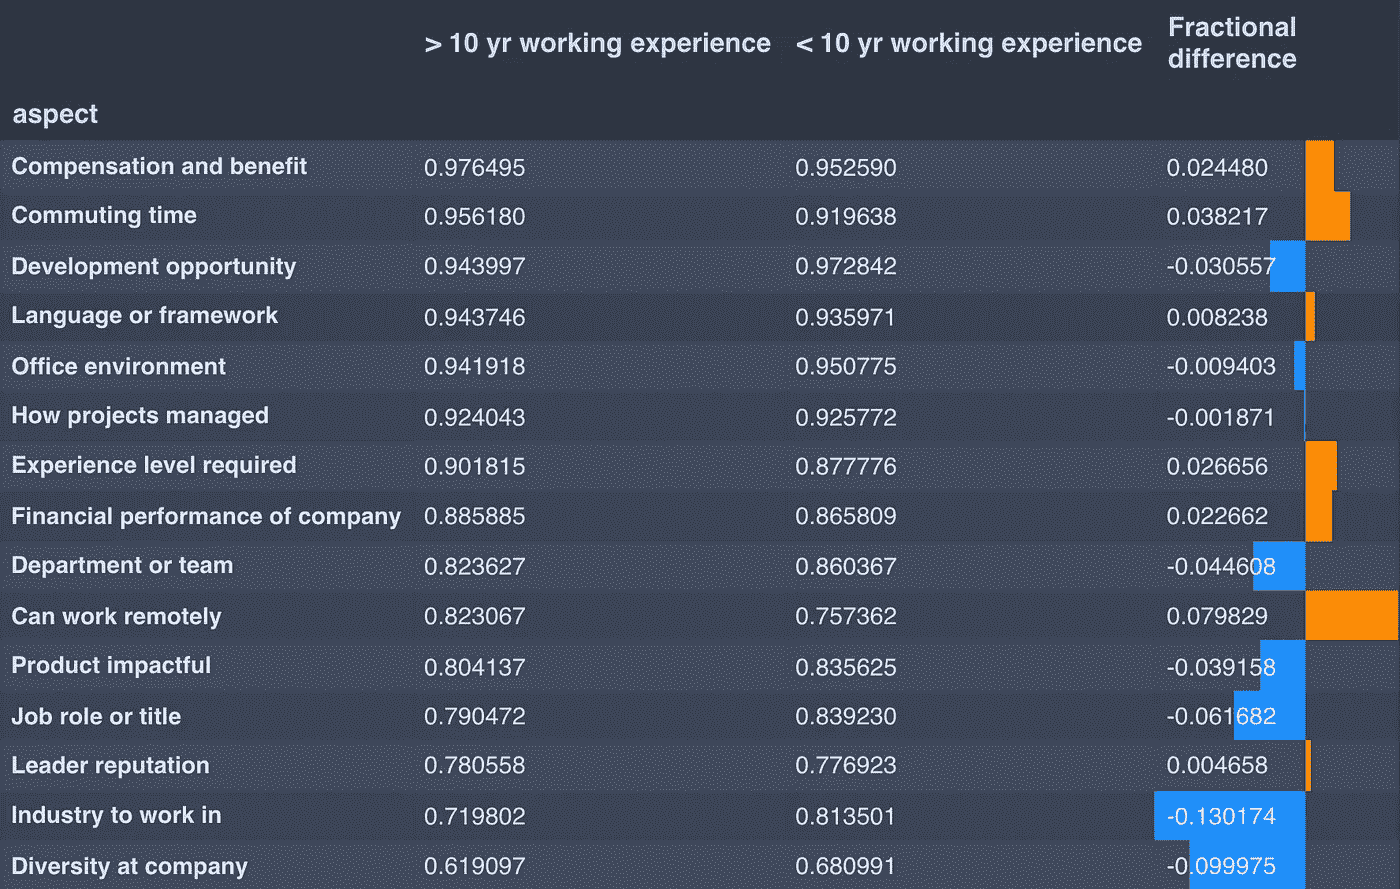 > 10 yr working experience < 10 yr working experience Fractional difference
aspect
Compensation and benefit 0.976495 0.952590 0.024480
Commuting time 0.956180 0.919638 0.038217
Development opportunity 0.943997 0.972842 -0.030557
Language or framework 0.943746 0.935971 0.008238
Office environment 0.941918 0.950775 -0.009403
How projects managed 0.924043 0.925772 -0.001871
Experience level required 0.901815 0.877776 0.026656
Financial performance of company 0.885885 0.865809 0.022662
Department or team 0.823627 0.860367 -0.044608
Can work remotely 0.823067 0.757362 0.079829
Product impactful 0.804137 0.835625 -0.039158
Job role or title 0.790472 0.839230 -0.061682
Leader reputation 0.780558 0.776923 0.004658
Industry to work in 0.719802 0.813501 -0.130174
Diversity at company 0.619097 0.680991 -0.099975